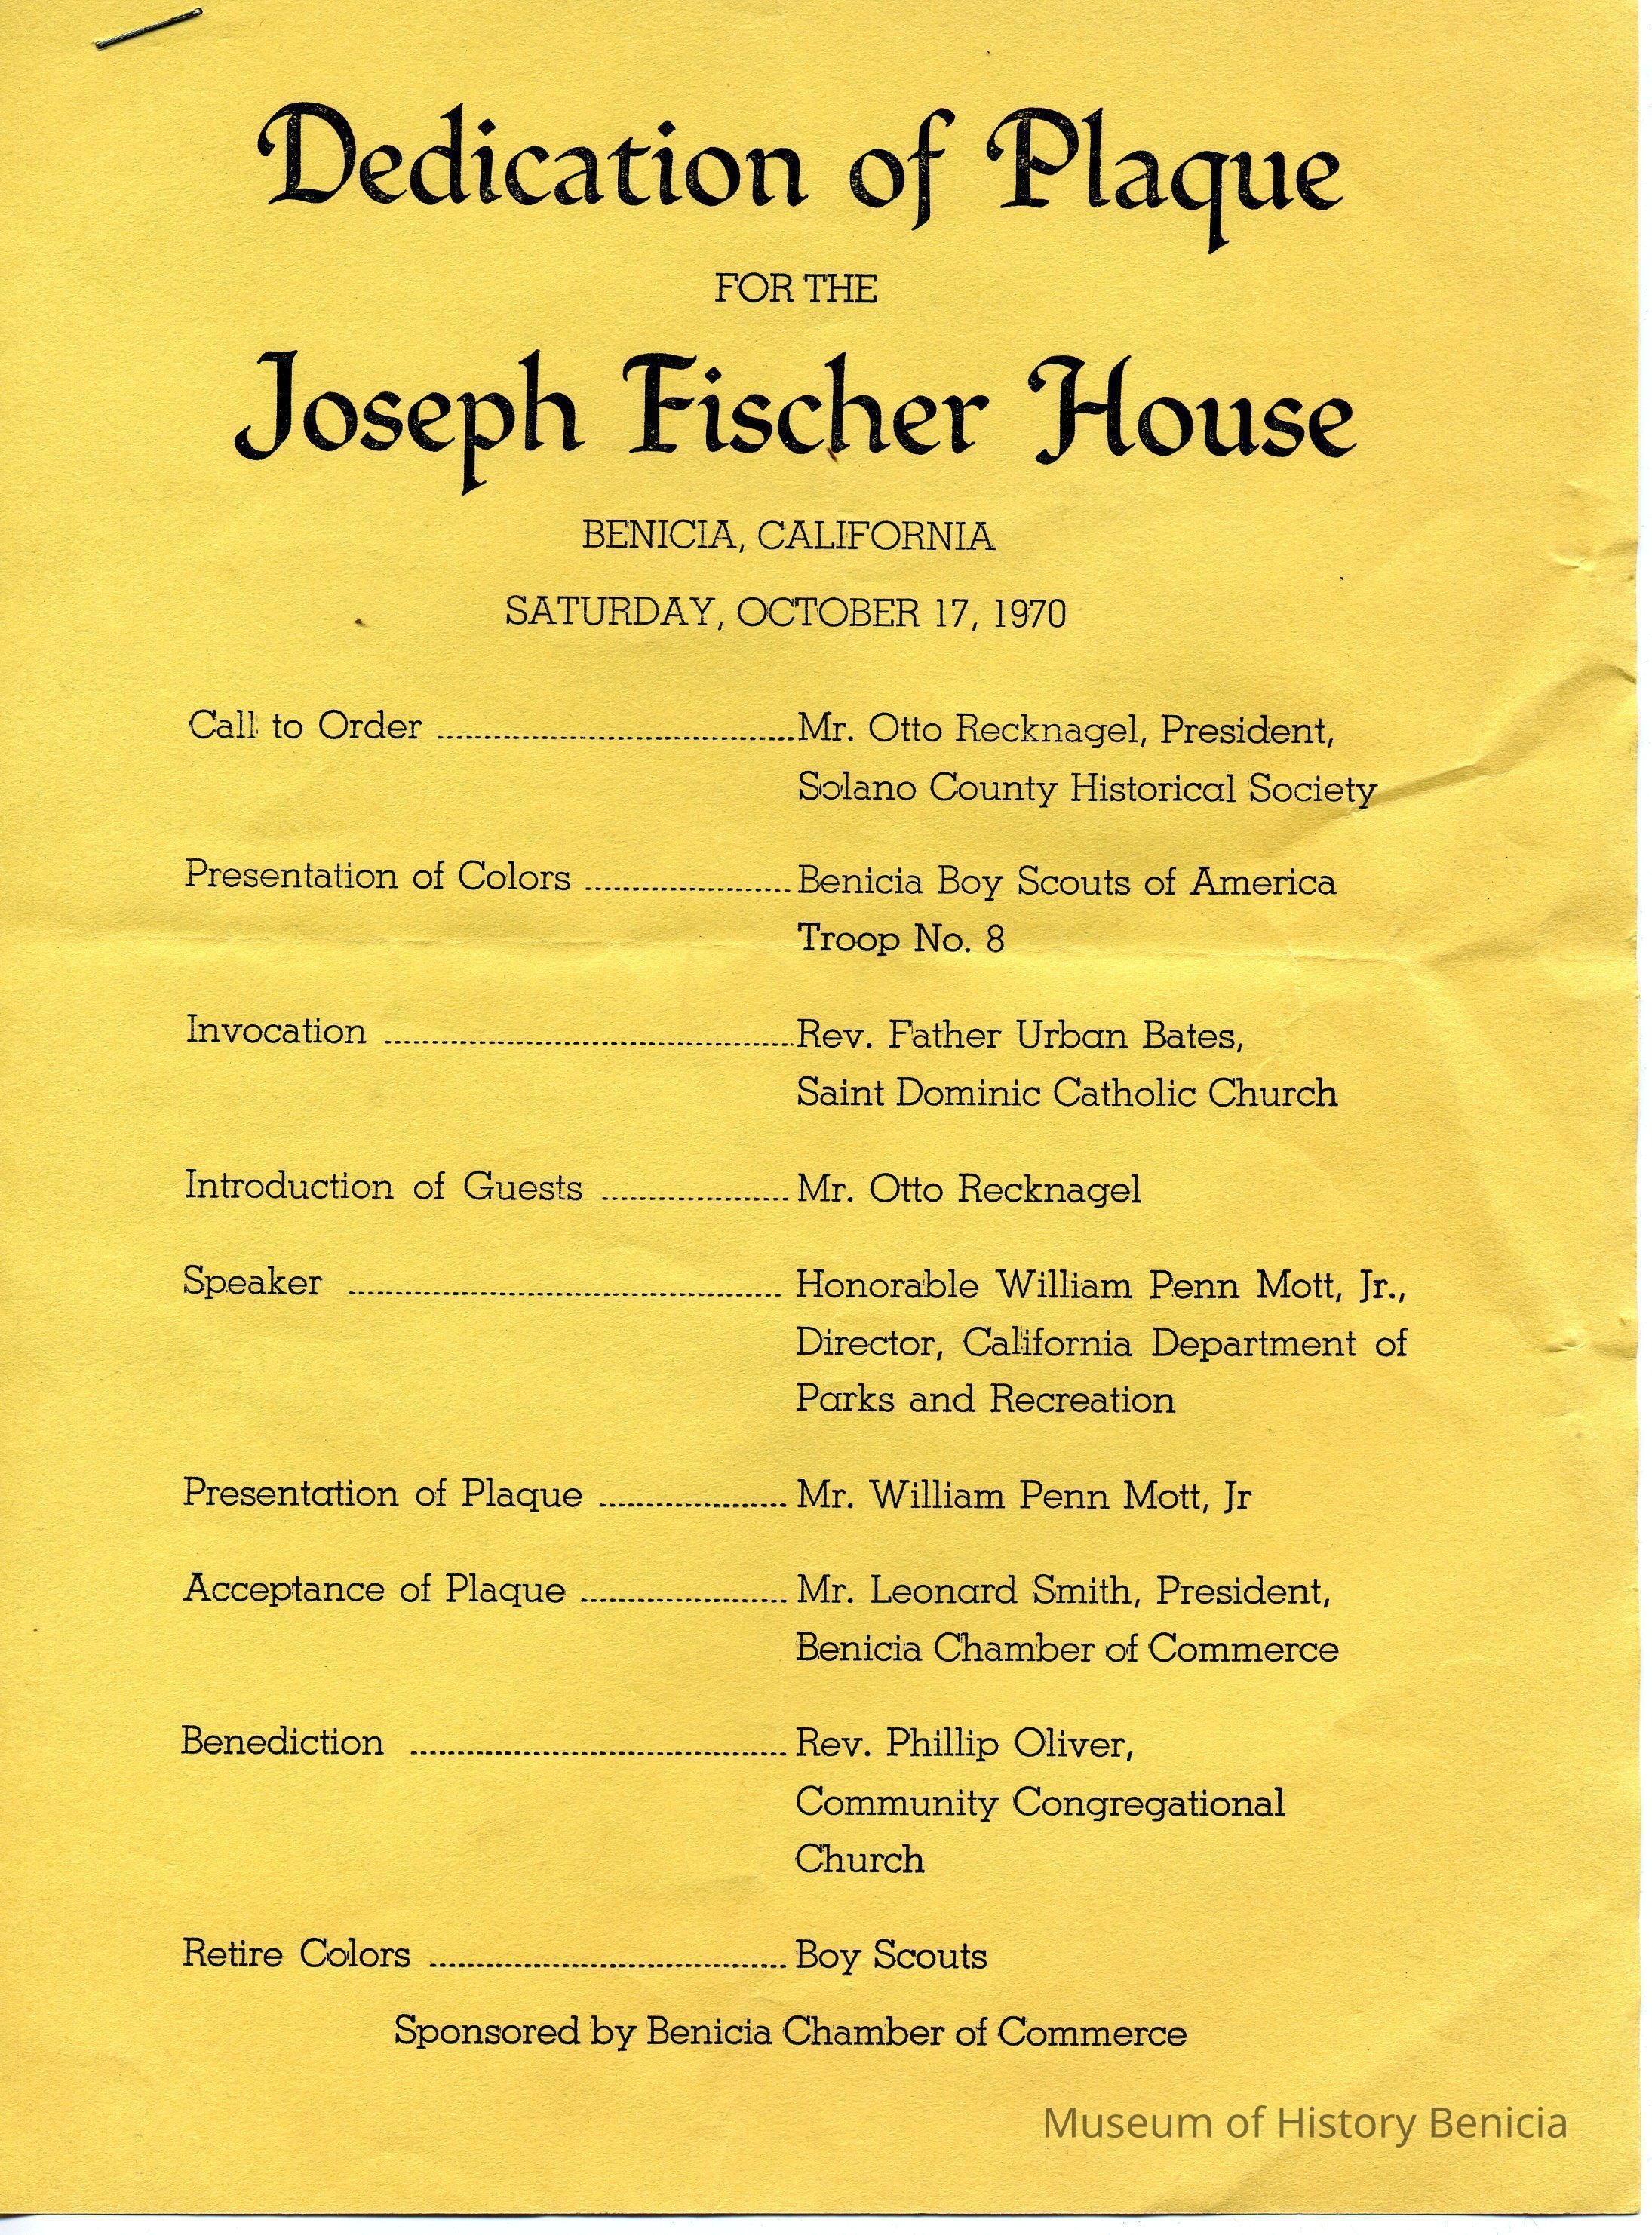 Dedication of Plaque
FOR THE
Joseph Fischer House
BENICIA, CALIFORNIA
SATURDAY, OCTOBER 17, 1970
Call to Order ........................................Mr. Otto Recknagel, President,
Solano County Historical Society
Presentation of Colors ......................Benicia Boy Scouts of America
Troop No. 8
Invocation ............................................Rev. Father Urban Bates,
Saint Dominic Catholic Church
Introduction of Guests ....................Mr. Otto Recknagel
Speaker .............................................. Honorable William Penn Mott, Jr.,
Director, California Department of
Parks and Recreation
Presentation of Plaque .................... Mr. William Penn Mott, Jr
Acceptance of Plaque ...................... Mr. Leonard Smith, President,
Benicia Chamber of Commerce
Benediction ........................................ Rev. Phillip Oliver,
Community Congregational
Church
Retire Colors ...................................... Boy Scouts
Sponsored by Benicia Chamber of Commerce
Museum of History Benicia